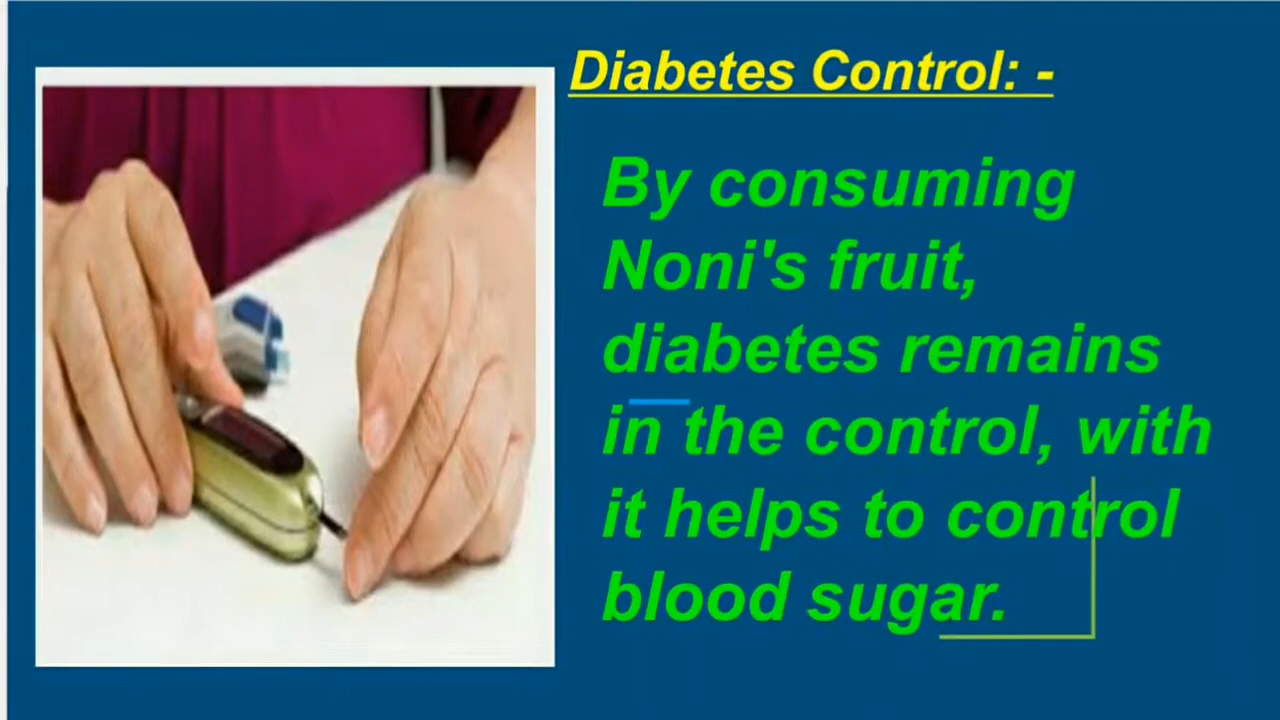 Diabetes Control: -
By consuming
Noni's fruit,
diabetes remains
in the control, with
it helps to control
blood sugar.